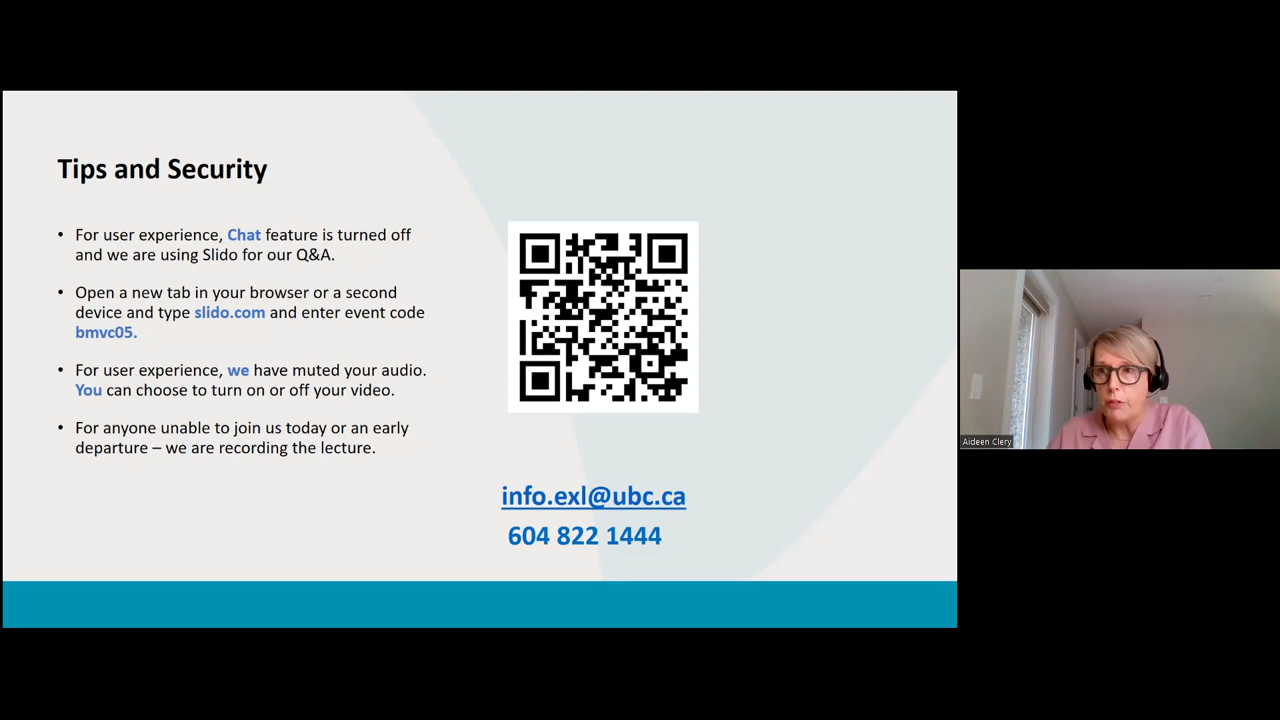 Tips and Security
• For user experience, Chat feature is turned off
and we are using Slido for our Q&A.
• Open a new tab in your browser or a second
device and type slido.com and enter event code
bmvc05.
• For user experience, we have muted your audio.
You can choose to turn on or off your video.
• For anyone unable to join us today or an early
departure – we are recording the lecture.
info.exl@ubc.ca
604 822 1444
Aideen Clery